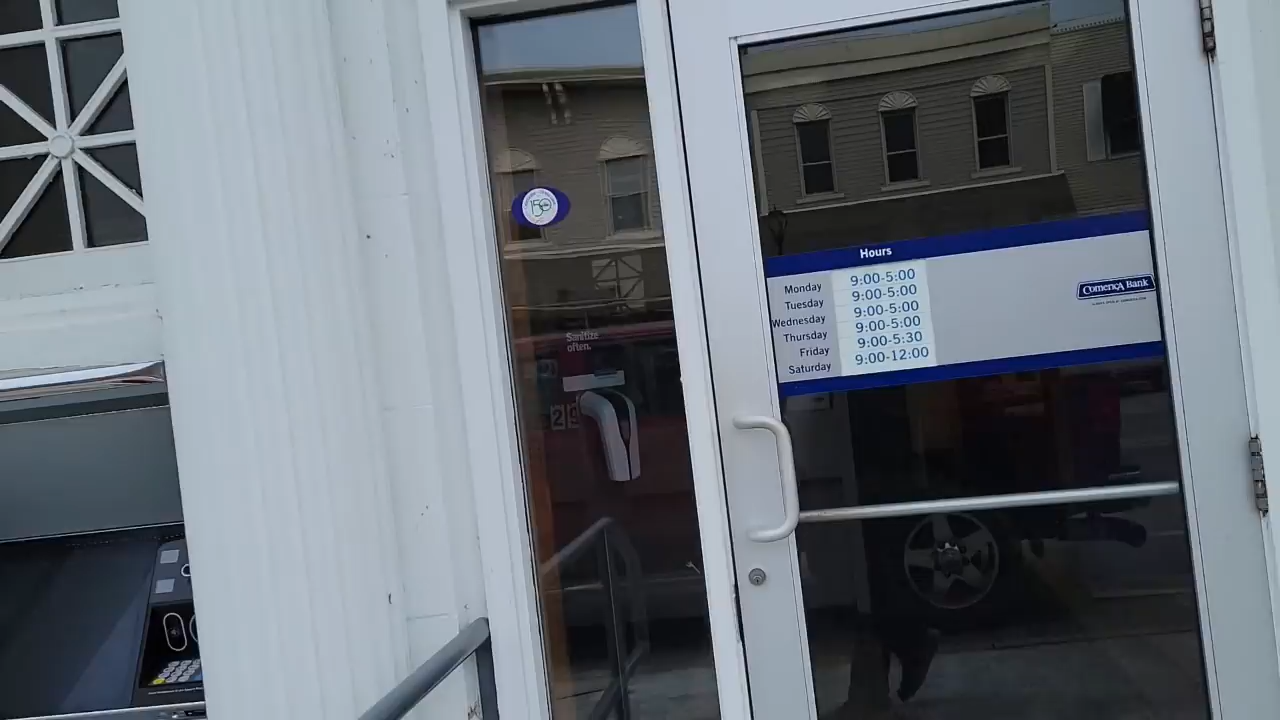 Hours
Monday 9:00-5:00
Tuesday 9:00-5:00
Wednesday 9:00-5:00
Thursday 9:00-5:00
Friday 9:00-5:30
Saturday 9:00-12:00
Comerica Bank
150
Sanitize
often.